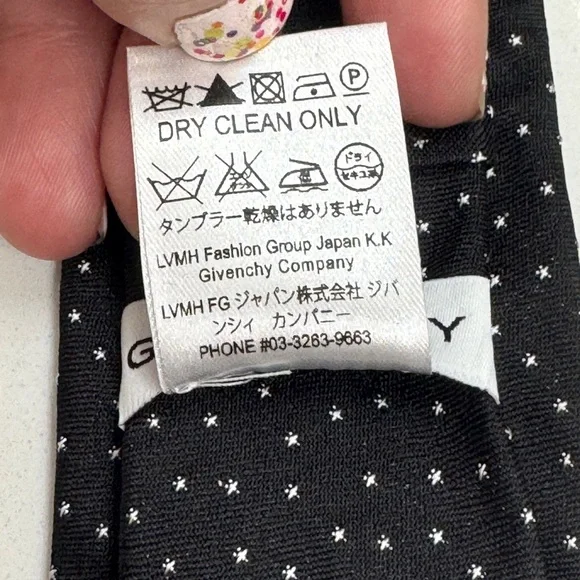 P
DRY CLEAN ONLY
ドライ
セキユ系
タンブラー乾燥はありません
LVMH Fashion Group Japan K.K
Givenchy Company
LVMH FG ジャパン株式会社 ジバ
ンシィ カンパニー
PHONE #03-3263-9663
G Y